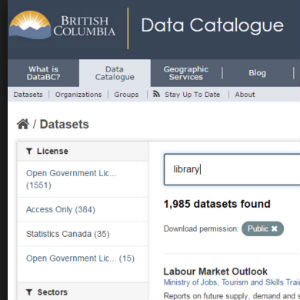 BRITISH
COLUMBIA
Data Catalogue
What is
DataBC?
Data
Catalogue
Geographic
Services
Blog
Datasets Organizations Groups Stay Up To Date About
/ Datasets
License
Open Government Lic...
(1551)
Access Only (364)
Statistics Canada (35)
Open Government Lic... (15)
Sectors
library
1,985 datasets found
Download permission: Public ✖
Labour Market Outlook
Ministry of Jobs, Tourism and Skills Trai
Reports on future supply, demand and s